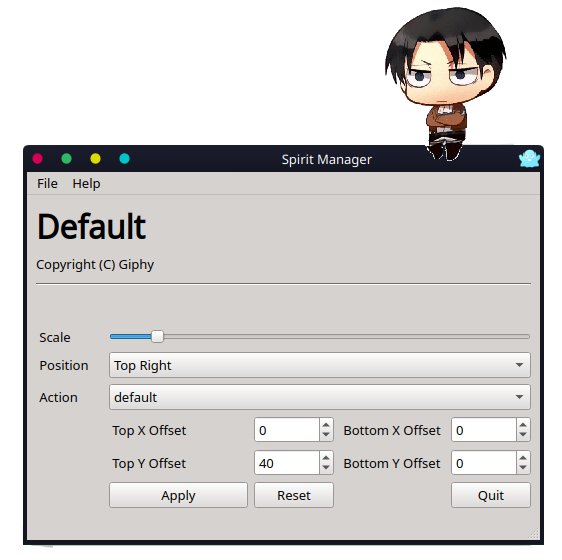 Spirit Manager
File Help
Default
Copyright (C) Giphy
Scale
Position Top Right
Action default
Top X Offset 0 Bottom X Offset 0
Top Y Offset 40 Bottom Y Offset 0
Apply Reset Quit